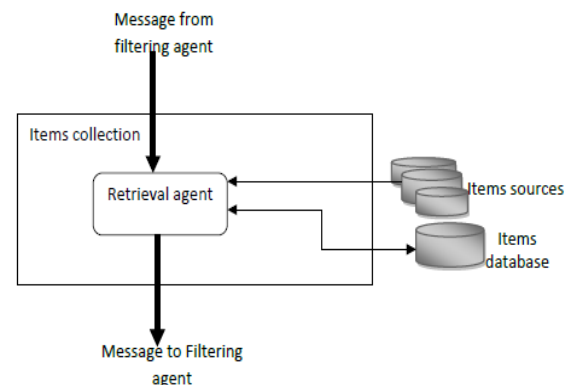 Message from
filtering agent
Items collection
Retrieval agent
Items sources
Items
database
Message to Filtering
agent